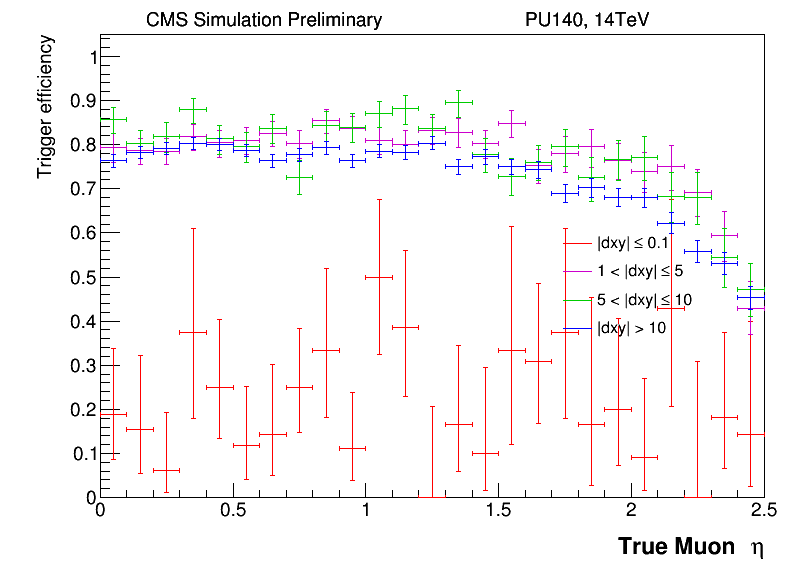 CMS Simulation Preliminary PU140, 14TeV
Trigger efficiency
1
0.9
0.8
0.7
0.6
0.5
0.4
0.3
0.2
0.1
0
|dxy| ≤ 0.1
1 < |dxy| ≤ 5
5 < |dxy| ≤ 10
|dxy| > 10
0 0.5 1 1.5 2 2.5
True Muon η